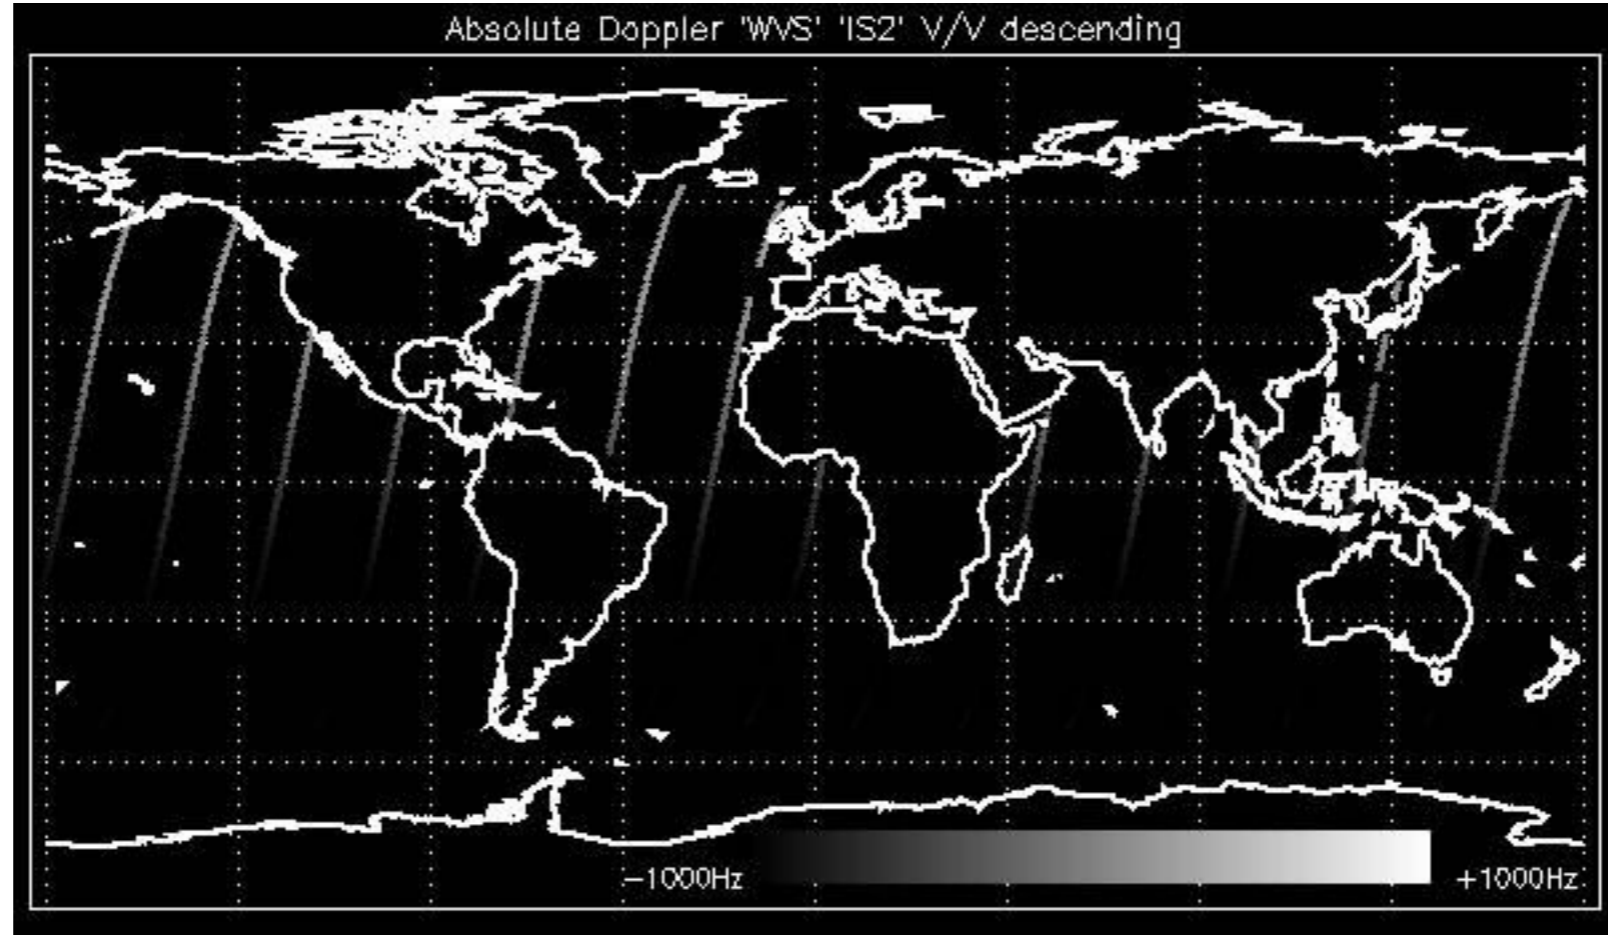 Absolute Doppler 'WVS' 'IS2' V/V descending
−1000Hz +1000Hz